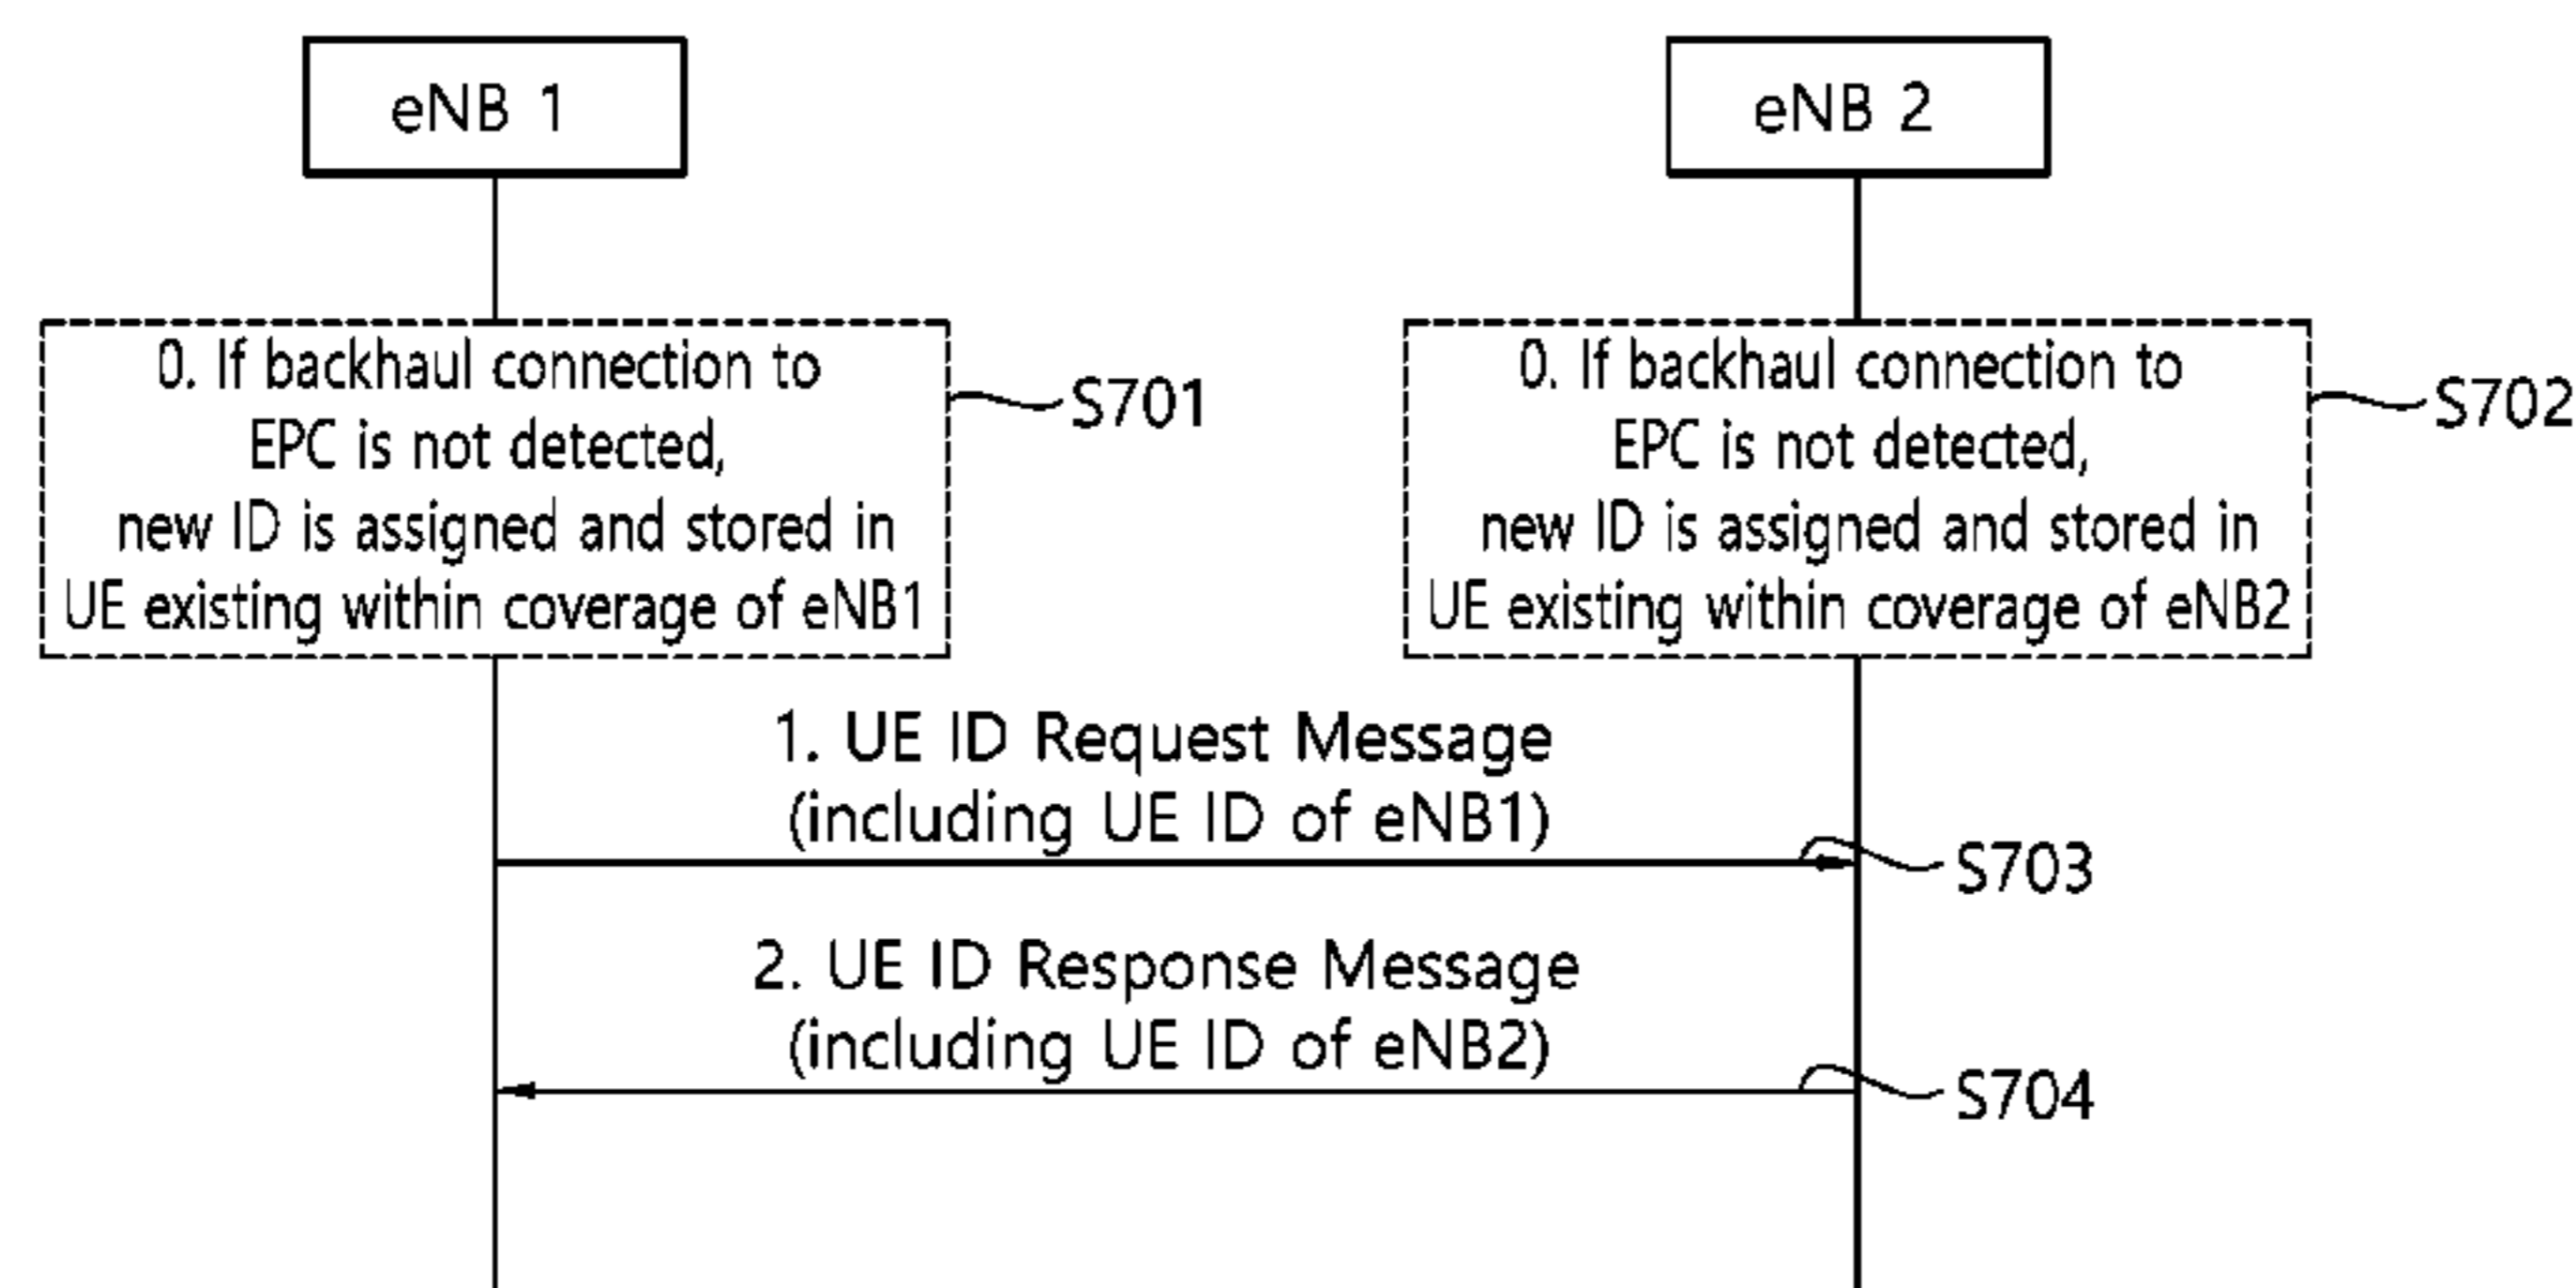 eNB 1
eNB 2
0. If backhaul connection to
EPC is not detected,
new ID is assigned and stored in
UE existing within coverage of eNB1
S701
0. If backhaul connection to
EPC is not detected,
new ID is assigned and stored in
UE existing within coverage of eNB2
S702
1. UE ID Request Message
(including UE ID of eNB1)
S703
2. UE ID Response Message
(including UE ID of eNB2)
S704